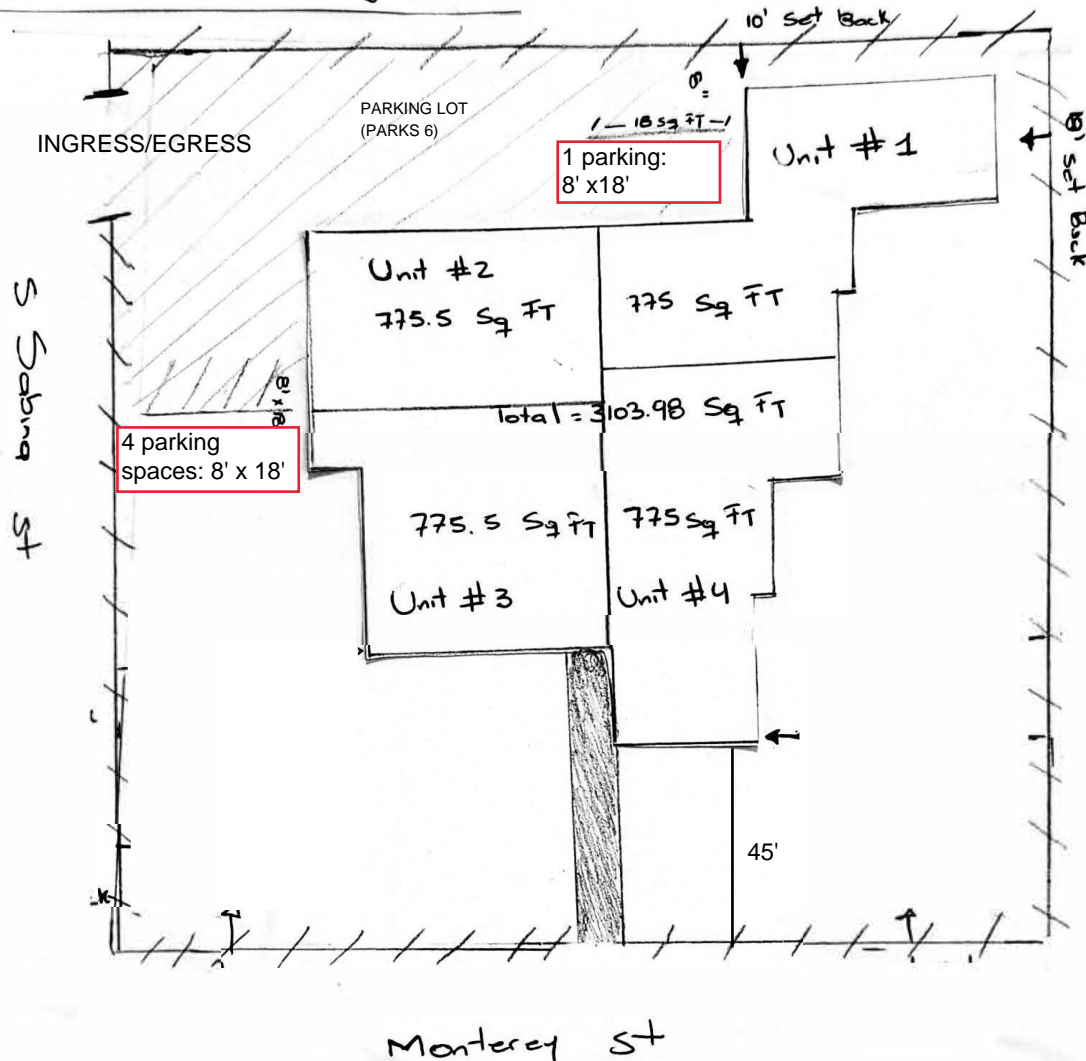 10' Set Back
PARKING LOT
(PARKS 6)
INGRESS/EGRESS
8"
18 Sq FT
1 parking:
8' x18'
Unit #1
10' Set Back
Unit #2
775.5 Sq FT
775 Sq FT
8' x 18
Total = 3103.98 Sq FT
4 parking
spaces: 8' x 18'
S Sabina St
775.5 Sq FT
775 Sq FT
Unit #3
Unit #4
45'
Monterey St